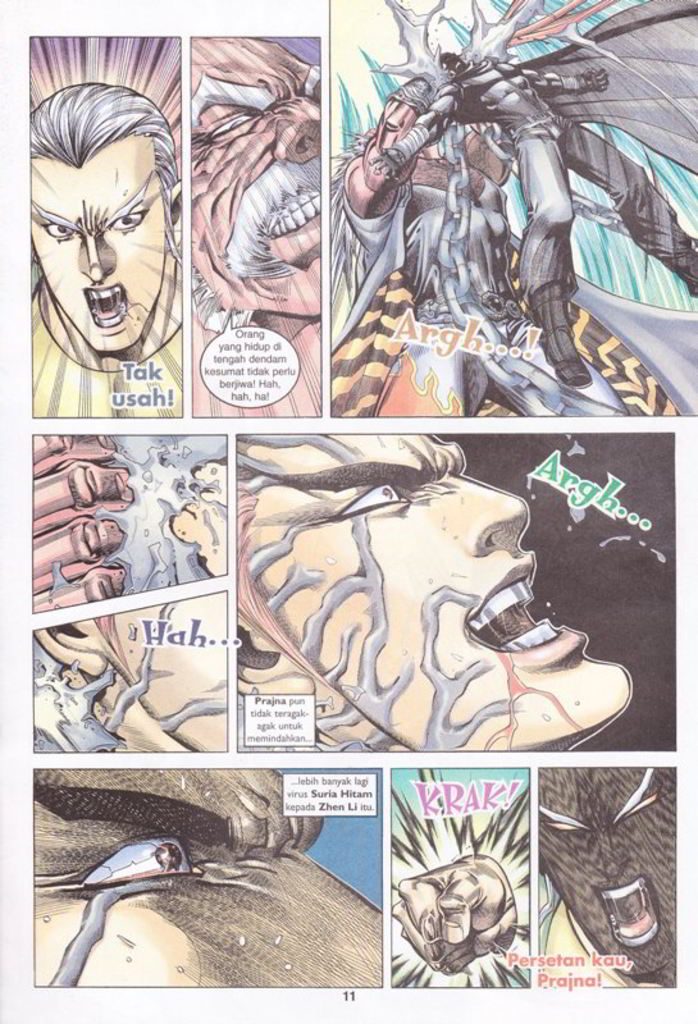 Tak
usah!
Orang
yang hidup di
tengah dendam
kesumat tidak perlu
berjiwa! Hah,
hah, ha!
Argh....!
Hah...
Argh...
Prajna pun
tidak teragak-
agak untuk
memindahkan...
...lebih banyak lagi
virus Suria Hitam
kepada Zhen Li itu.
KRAK!
Persetan kau,
Prajna!
11